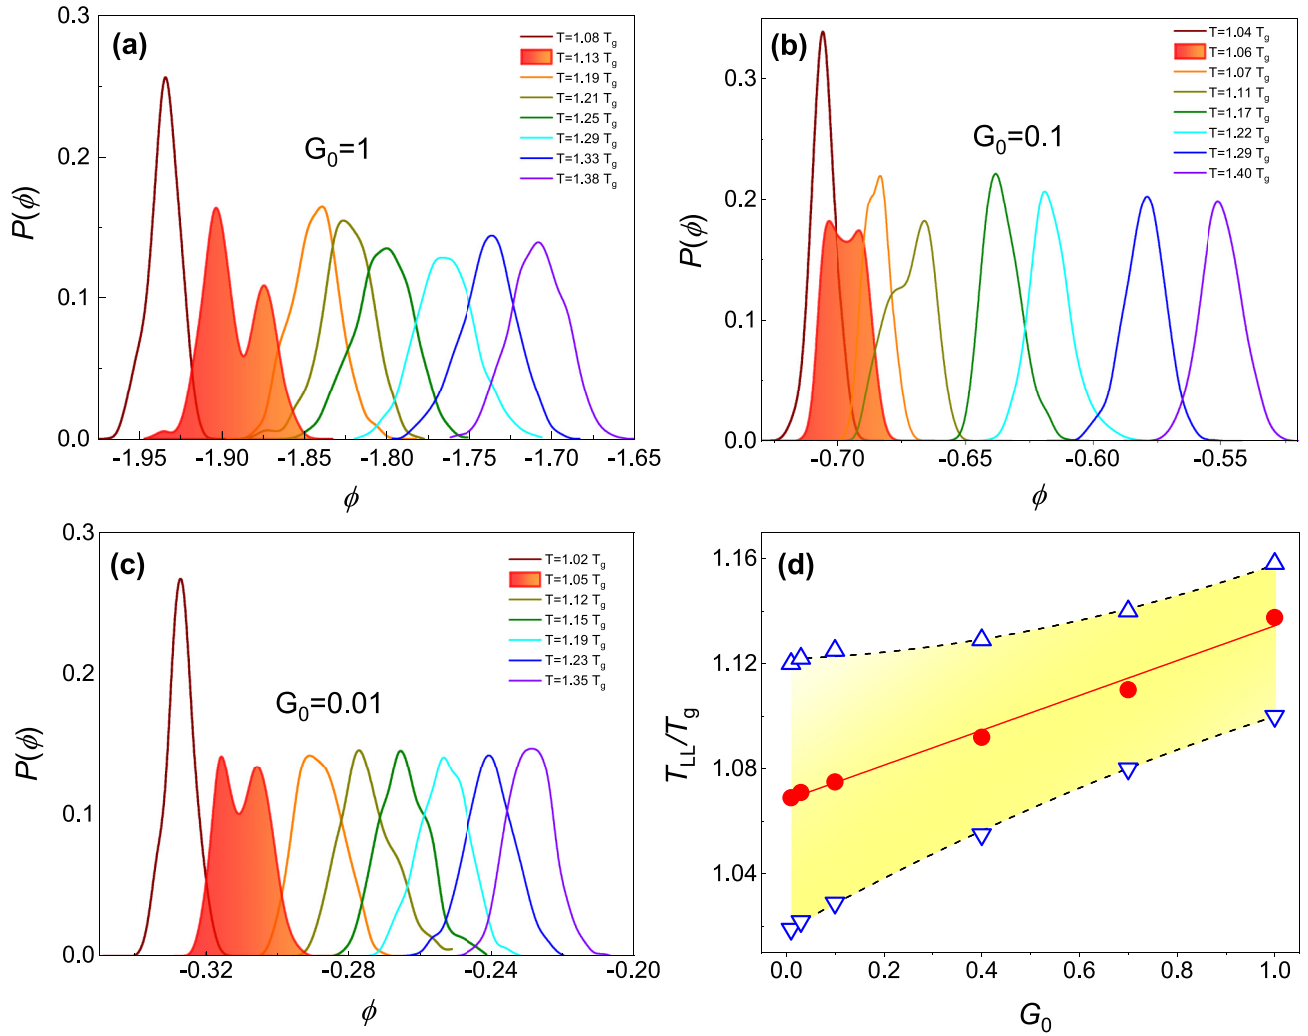 (a)
0.3
0.2
0.1
0.0
P(ϕ)
G₀=1
T=1.08 Tg
T=1.13 Tg
T=1.19 Tg
T=1.21 Tg
T=1.25 Tg
T=1.29 Tg
T=1.33 Tg
T=1.38 Tg
-1.95 -1.90 -1.85 -1.80 -1.75 -1.70 -1.65
ϕ
(b)
0.3
0.2
0.1
0.0
P(ϕ)
G₀=0.1
T=1.04 Tg
T=1.06 Tg
T=1.07 Tg
T=1.11 Tg
T=1.17 Tg
T=1.22 Tg
T=1.29 Tg
T=1.40 Tg
-0.70 -0.65 -0.60 -0.55
ϕ
(c)
0.3
0.2
0.1
0.0
P(ϕ)
G₀=0.01
T=1.02 Tg
T=1.05 Tg
T=1.12 Tg
T=1.15 Tg
T=1.19 Tg
T=1.23 Tg
T=1.35 Tg
-0.32 -0.28 -0.24 -0.20
ϕ
(d)
1.16
1.12
1.08
1.04
T_LL/T_g
0.0 0.2 0.4 0.6 0.8 1.0
G₀